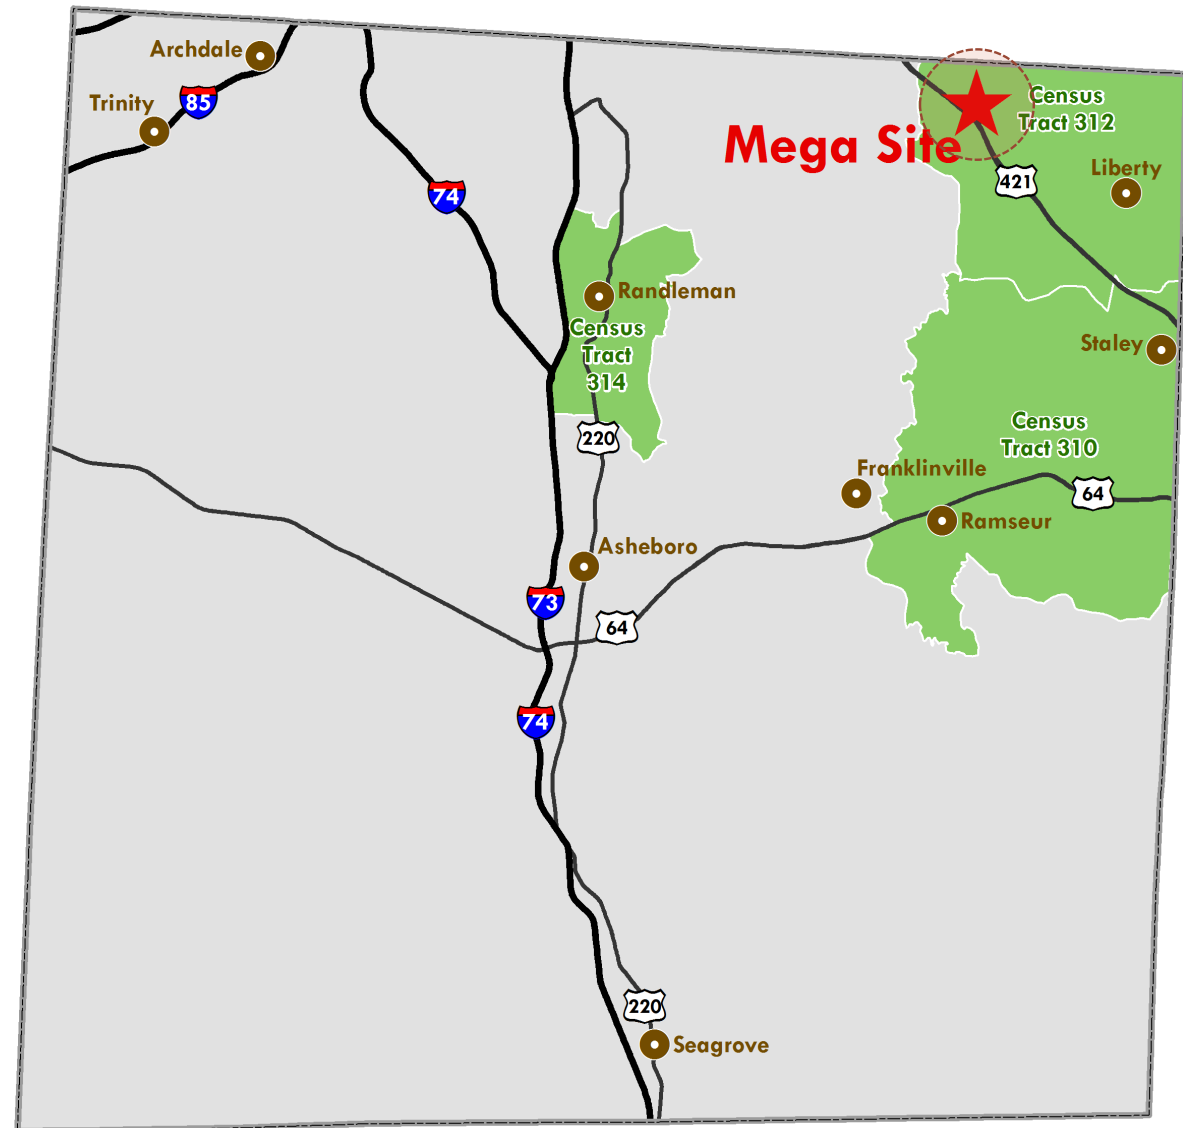 Archdale
Trinity
85
74
Mega Site
Census
Tract 312
Liberty
421
Randleman
Census
Tract
314
Staley
220
Census
Tract 310
Franklinville
64
Ramseur
Asheboro
73
64
74
220
Seagrove